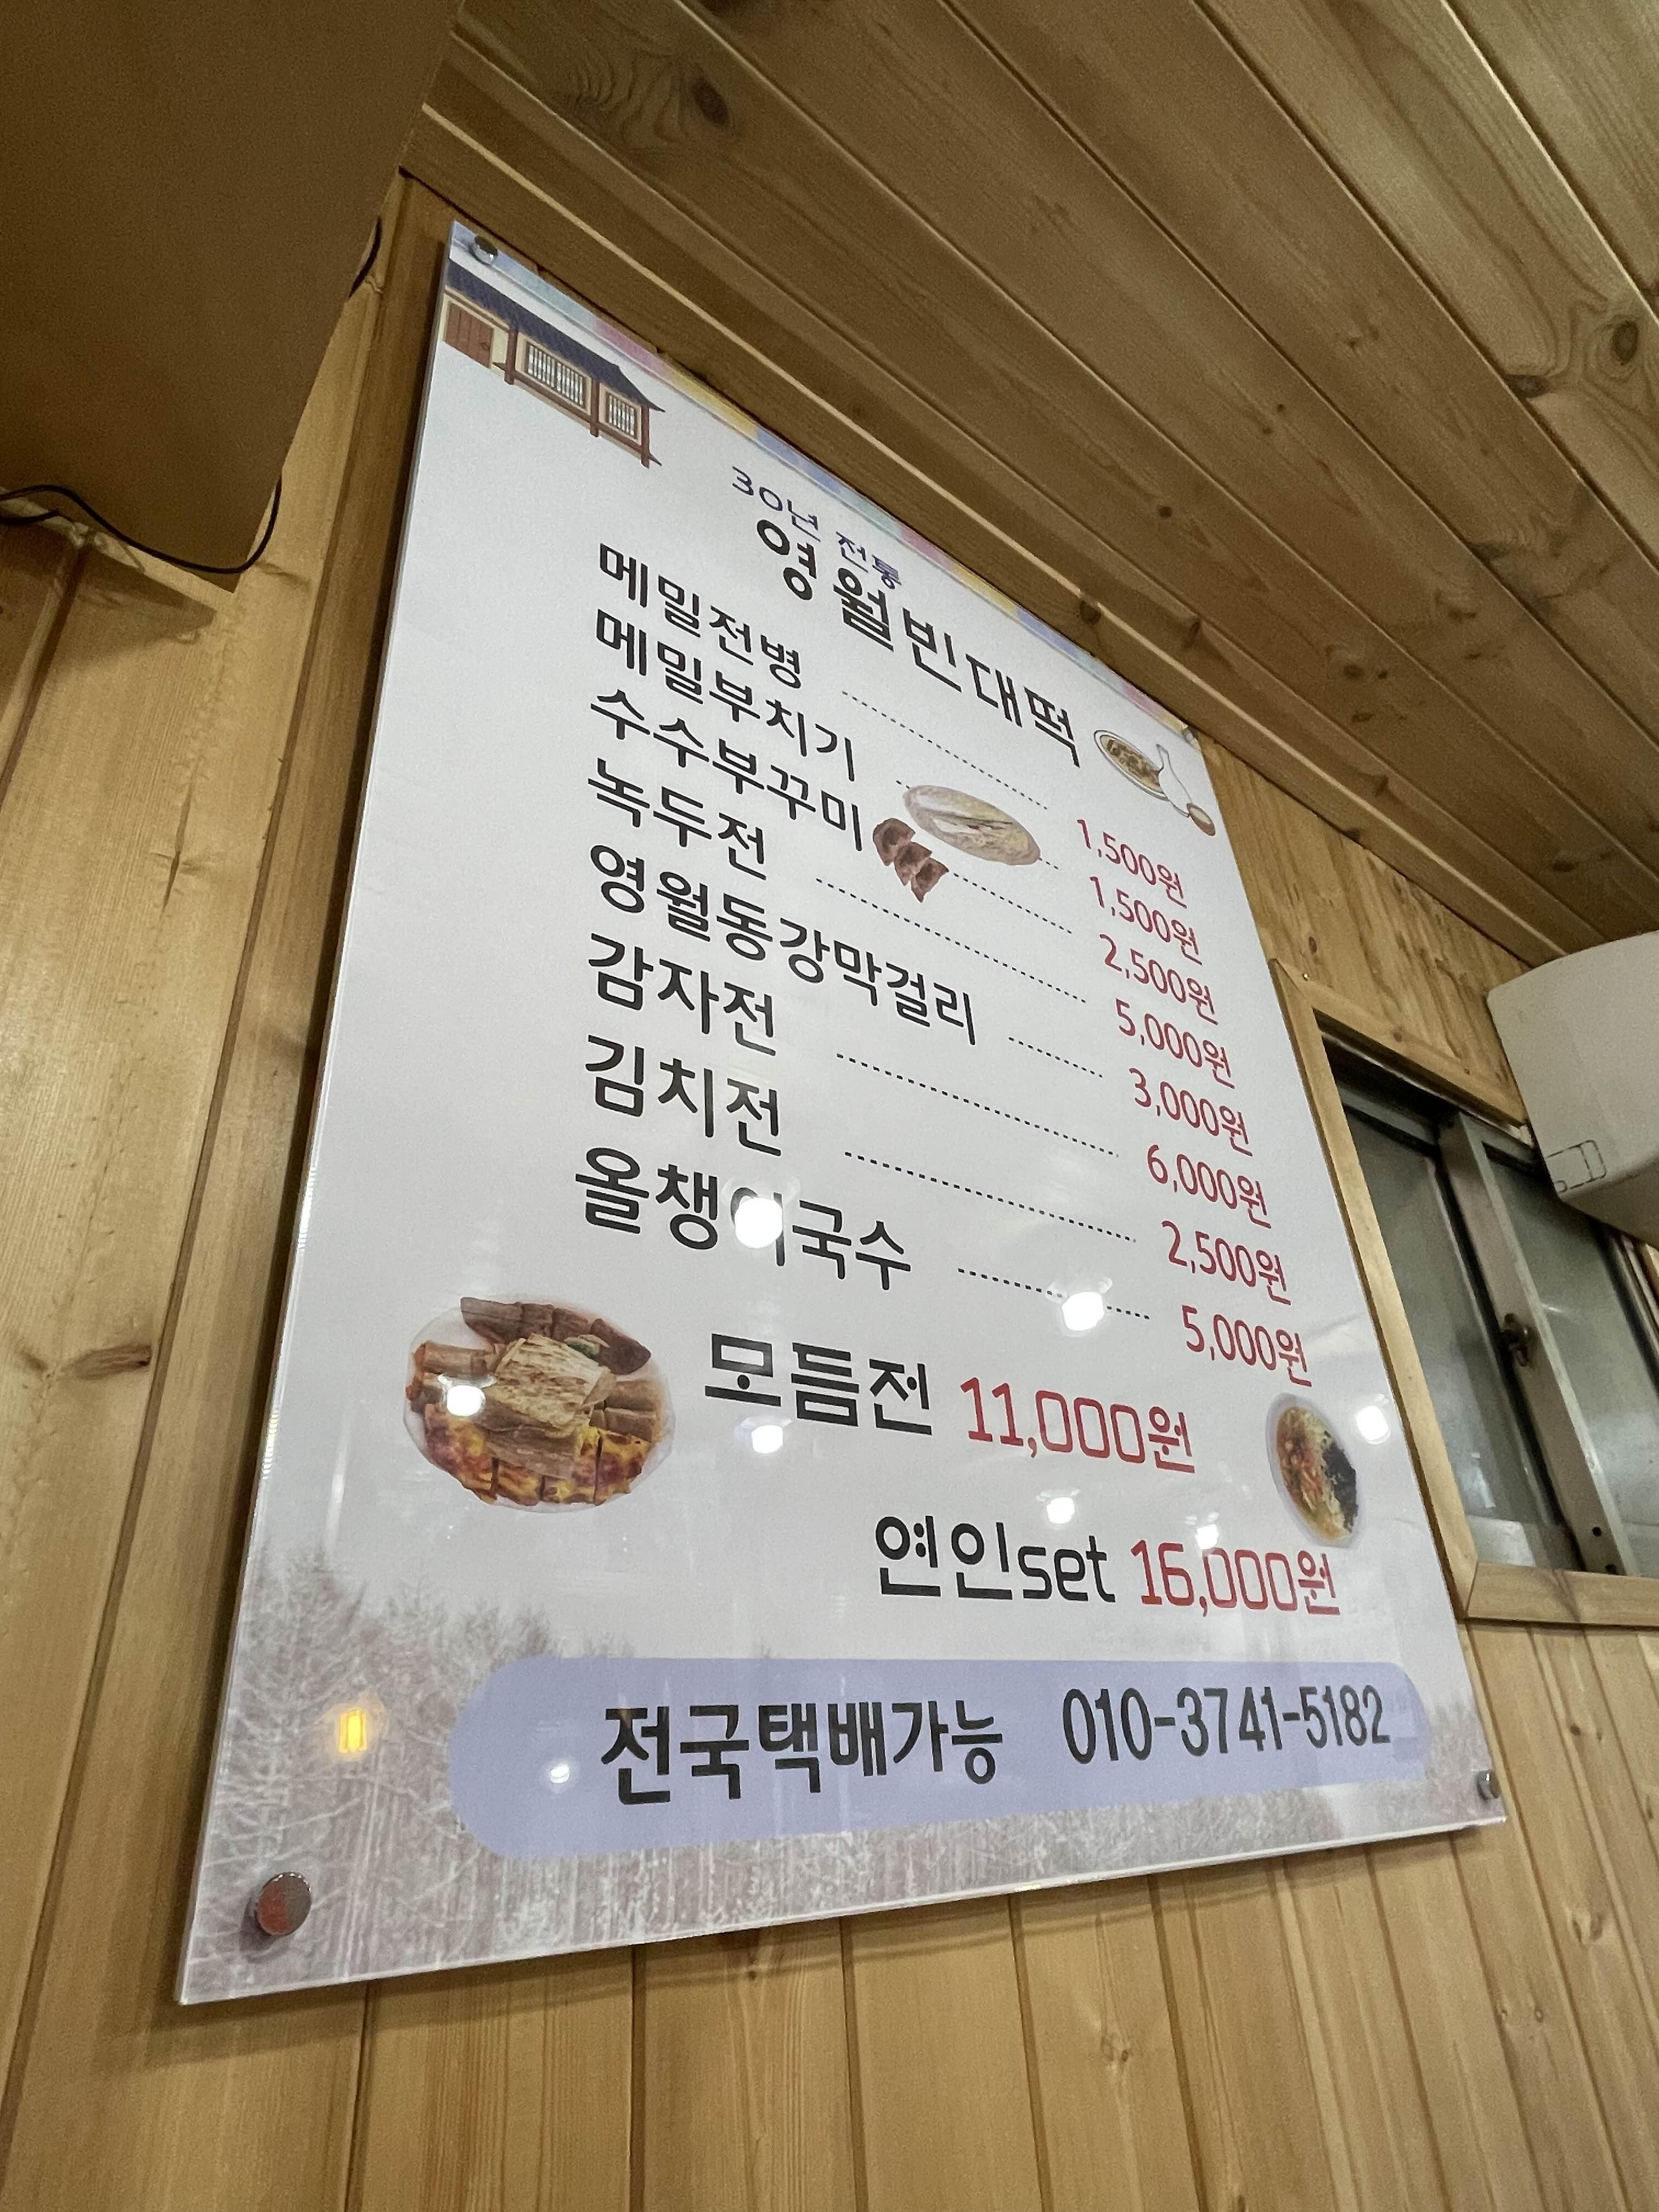 30년 전통
영월빈대떡
메밀전병 1,500원
메밀부치기 1,500원
수수부꾸미 2,500원
녹두전 5,000원
영월동강막걸리 3,000원
감자전 6,000원
김치전 2,500원
올챙이국수 5,000원
모듬전 11,000원
연인set 16,000원
전국택배가능 010-3741-5182